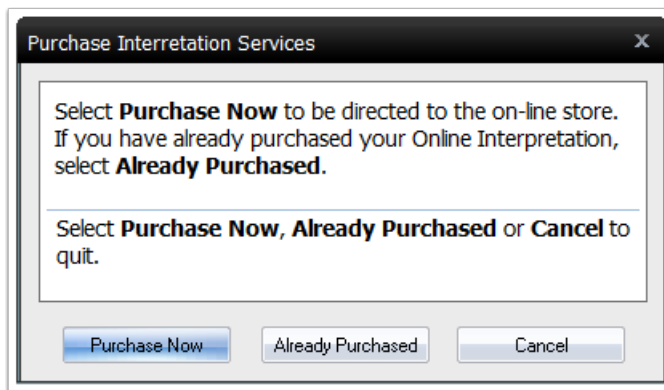 Purchase Interretation Services x
Select Purchase Now to be directed to the on-line store.
If you have already purchased your Online Interpretation,
select Already Purchased.
Select Purchase Now, Already Purchased or Cancel to
quit.
Purchase Now Already Purchased Cancel